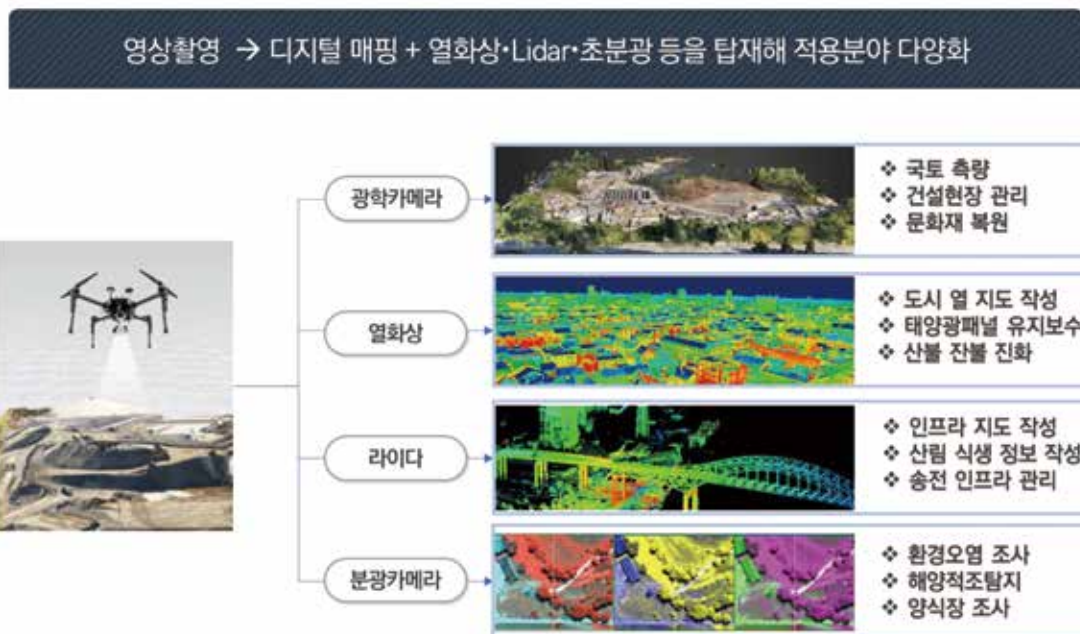 영상촬영 → 디지털 매핑 + 열화상·Lidar·초분광 등을 탑재해 적용분야 다양화
광학카메라
❖ 국토 측량
❖ 건설현장 관리
❖ 문화재 복원
열화상
❖ 도시 열 지도 작성
❖ 태양광패널 유지보수
❖ 산불 잔불 진화
라이다
❖ 인프라 지도 작성
❖ 산림 식생 정보 작성
❖ 송전 인프라 관리
분광카메라
❖ 환경오염 조사
❖ 해양적조탐지
❖ 양식장 조사